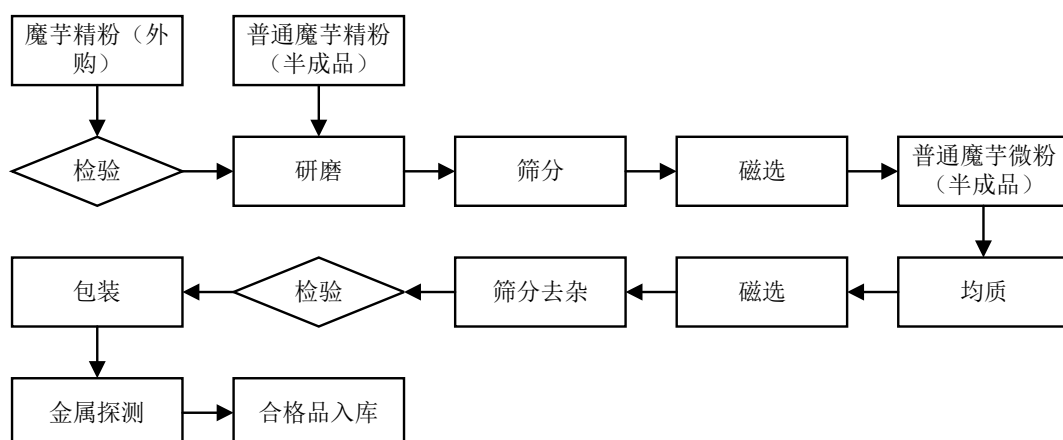 魔芋精粉（外
购）
普通魔芋精粉
（半成品）
检验
研磨
筛分
磁选
普通魔芋微粉
（半成品）
包装
检验
筛分去杂
磁选
均质
金属探测
合格品入库